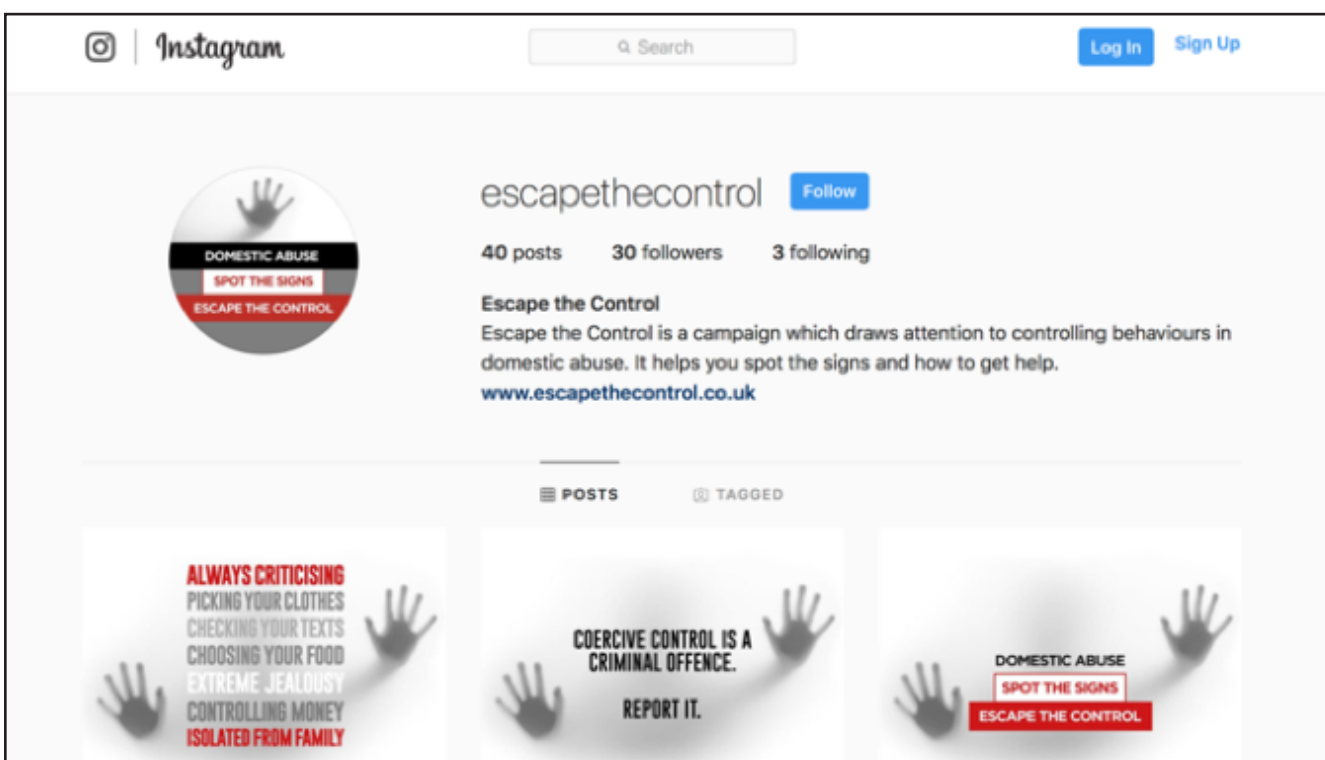 Instagram
Search
Log In
Sign Up
DOMESTIC ABUSE
SPOT THE SIGNS
ESCAPE THE CONTROL
escapethecontrol
Follow
40 posts 30 followers 3 following
Escape the Control
Escape the Control is a campaign which draws attention to controlling behaviours in
domestic abuse. It helps you spot the signs and how to get help.
www.escapethecontrol.co.uk
POSTS
TAGGED
ALWAYS CRITICISING
PICKING YOUR CLOTHES
CHECKING YOUR TEXTS
CHOOSING YOUR FOOD
EXTREME JEALOUSY
CONTROLLING MONEY
ISOLATED FROM FAMILY
COERCIVE CONTROL IS A
CRIMINAL OFFENCE.
REPORT IT.
DOMESTIC ABUSE
SPOT THE SIGNS
ESCAPE THE CONTROL